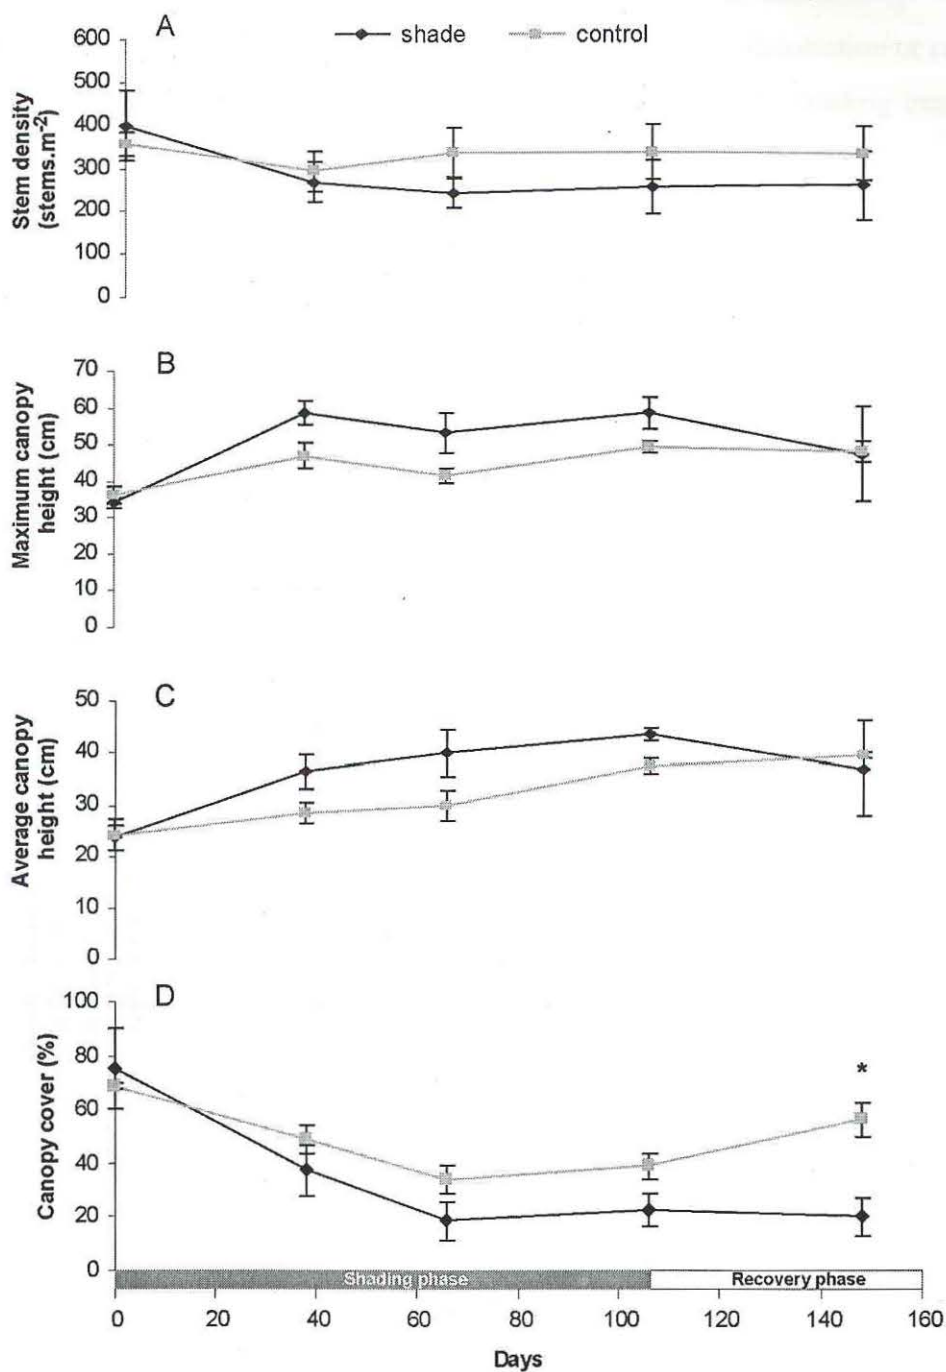 A
shade control
600
500
400
300
200
100
0
Stem density
(stems.m-2)
B
70
60
50
40
30
20
10
0
Maximum canopy
height (cm)
C
50
40
30
20
10
0
Average canopy
height (cm)
D
100
80
60
40
20
0
Canopy cover (%)
*
Shading phase Recovery phase
0 20 40 60 80 100 120 140 160
Days